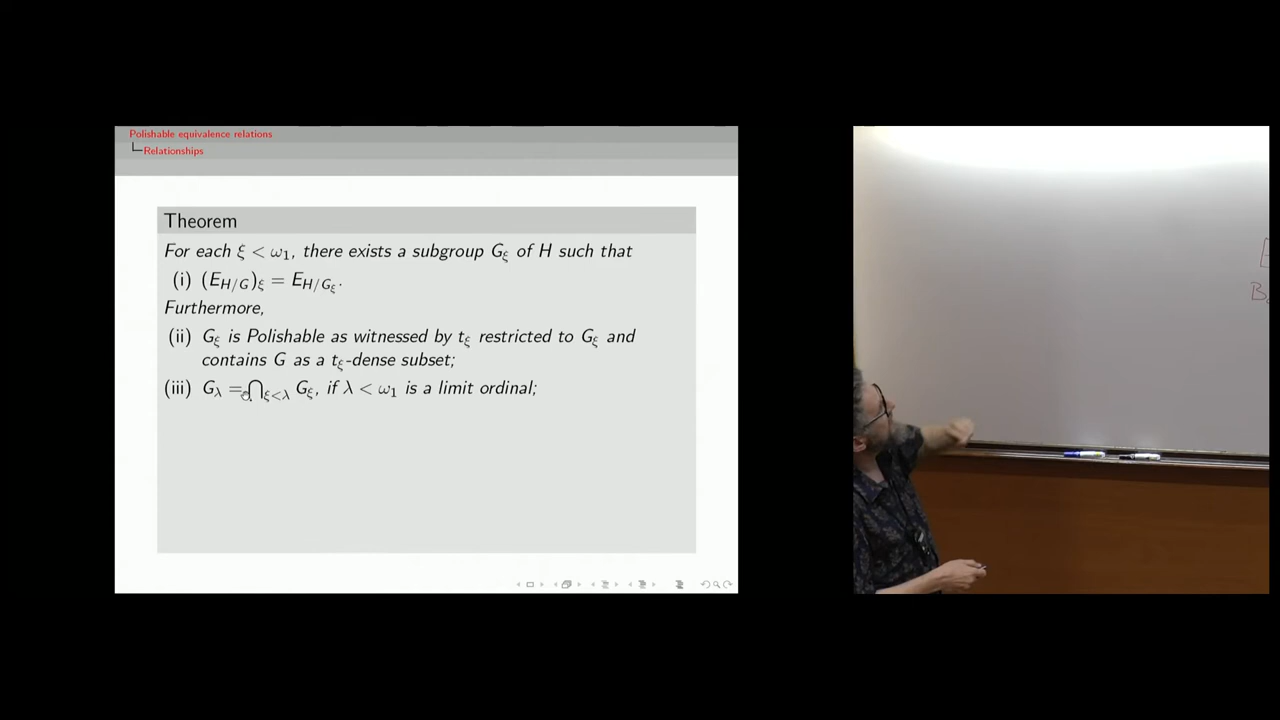 Polishable equivalence relations
Relationships
Theorem
For each ξ < ω₁, there exists a subgroup G_ξ of H such that
(i) (E_{H/G})_ξ = E_{H/G_ξ}.
Furthermore,
(ii) G_ξ is Polishable as witnessed by t_ξ restricted to G_ξ and
contains G as a t_ξ-dense subset;
(iii) G_λ = ⋂_{ξ<λ} G_ξ, if λ < ω₁ is a limit ordinal;